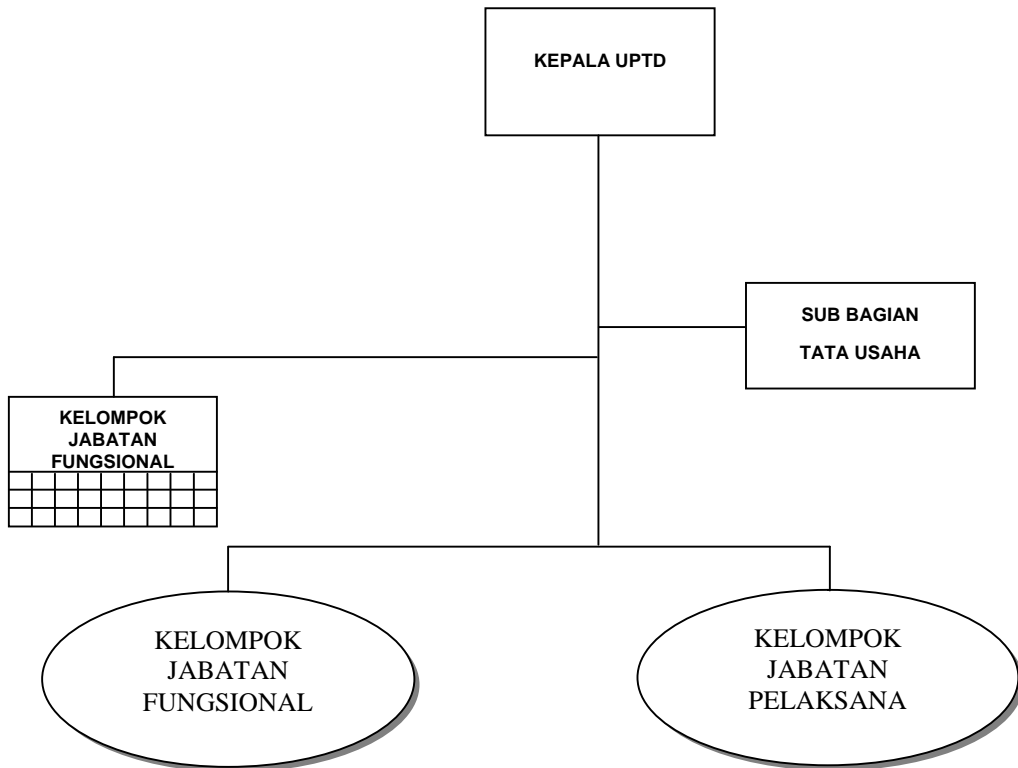 KEPALA UPTD
SUB BAGIAN
TATA USAHA
KELOMPOK
JABATAN
FUNGSIONAL
KELOMPOK
JABATAN
FUNGSIONAL
KELOMPOK
JABATAN
PELAKSANA